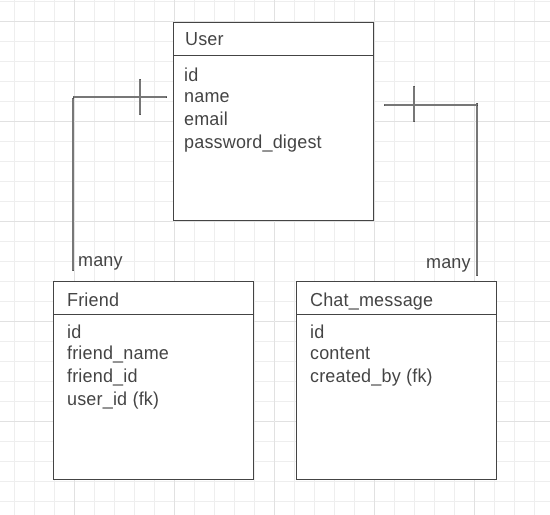 User
id
name
email
password_digest
many
many
Friend
id
friend_name
friend_id
user_id (fk)
Chat_message
id
content
created_by (fk)